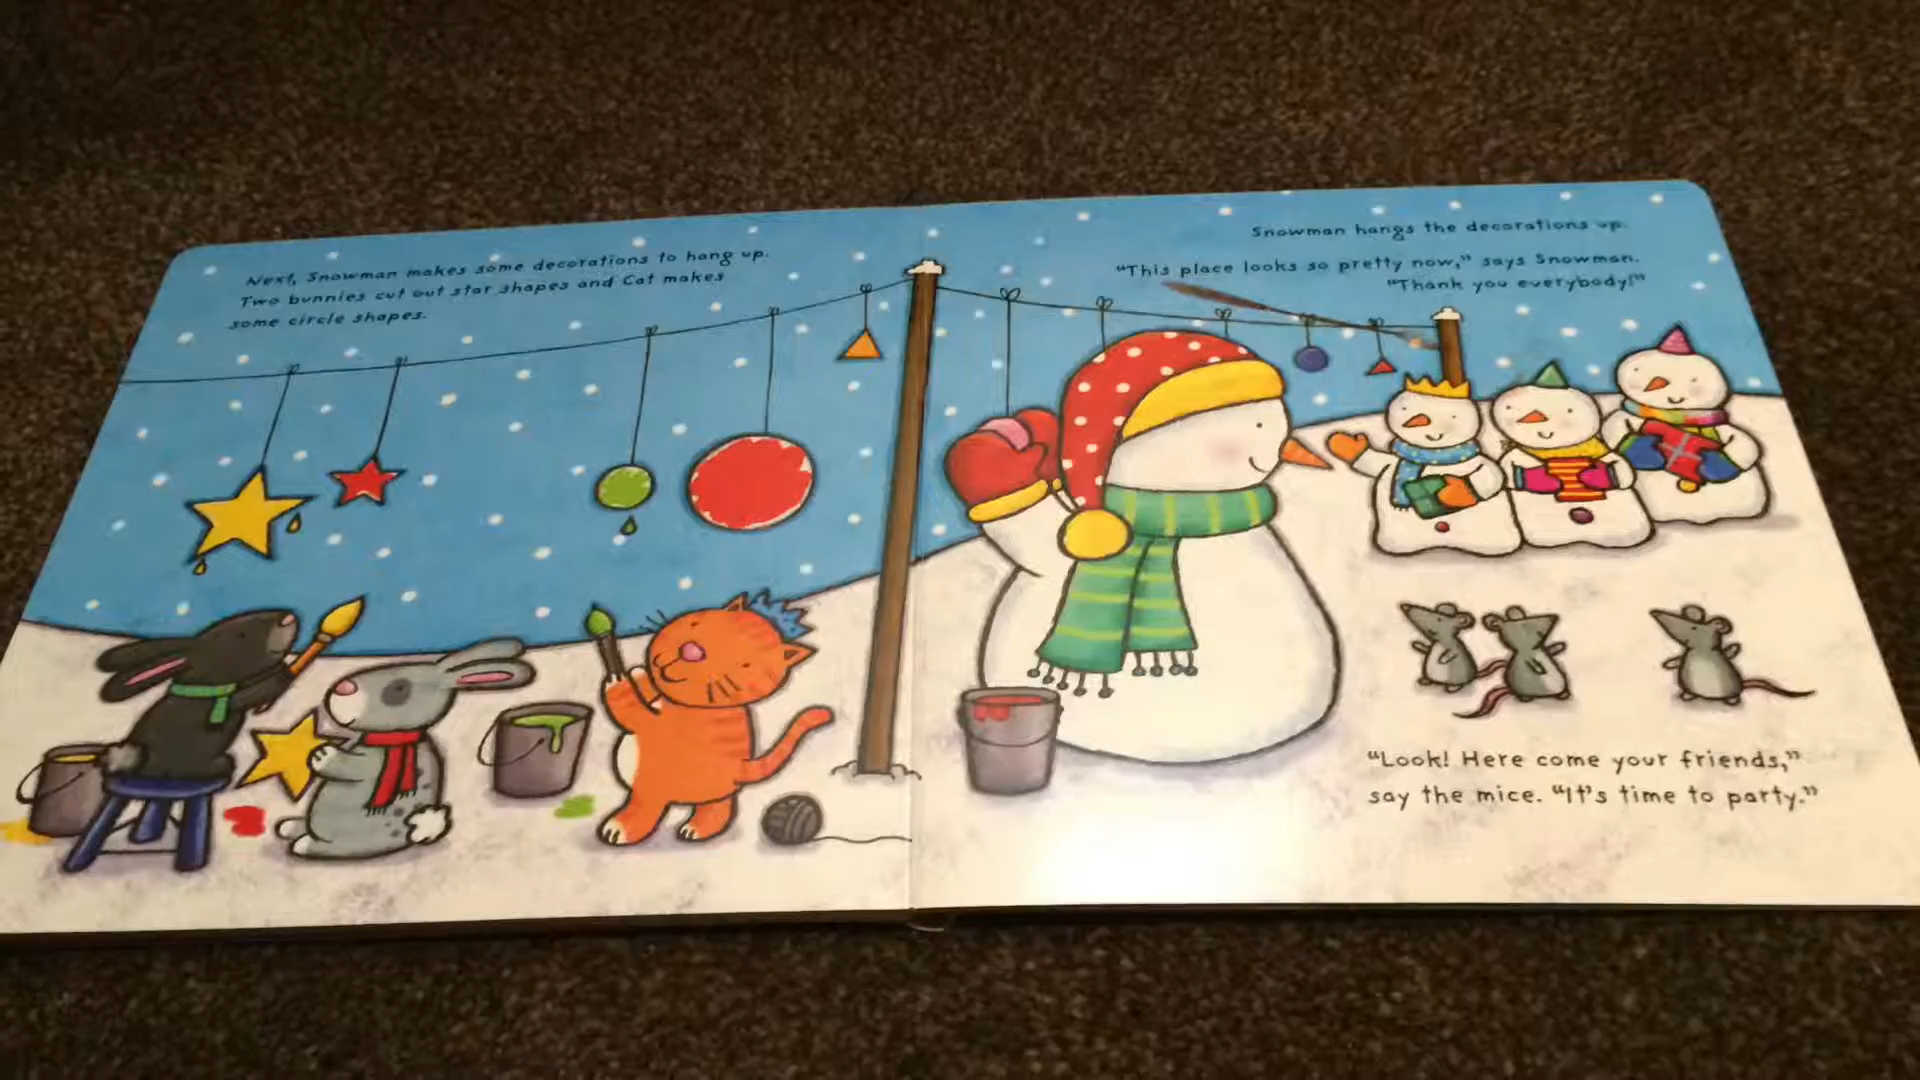 Next, Snowman makes some decorations to hang up.
Two bunnies cut out star shapes and Cat makes
some circle shapes.
Snowman hangs the decorations up.
“This place looks so pretty now,” says Snowman.
“Thank you everybody!”
“Look! Here come your friends,”
say the mice. “It’s time to party.”